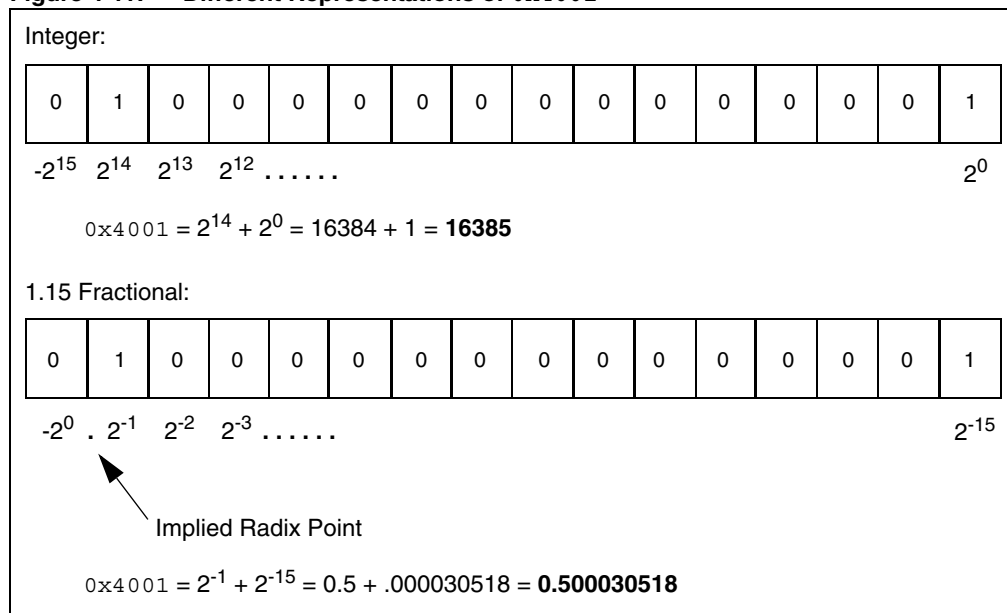 Integer:
0 1 0 0 0 0 0 0 0 0 0 0 0 0 0 1
-2^15 2^14 2^13 2^12 . . . . . . 2^0
0x4001 = 2^14 + 2^0 = 16384 + 1 = 16385
1.15 Fractional:
0 1 0 0 0 0 0 0 0 0 0 0 0 0 0 1
-2^0 . 2^-1 2^-2 2^-3 . . . . . . 2^-15
Implied Radix Point
0x4001 = 2^-1 + 2^-15 = 0.5 + .000030518 = 0.500030518